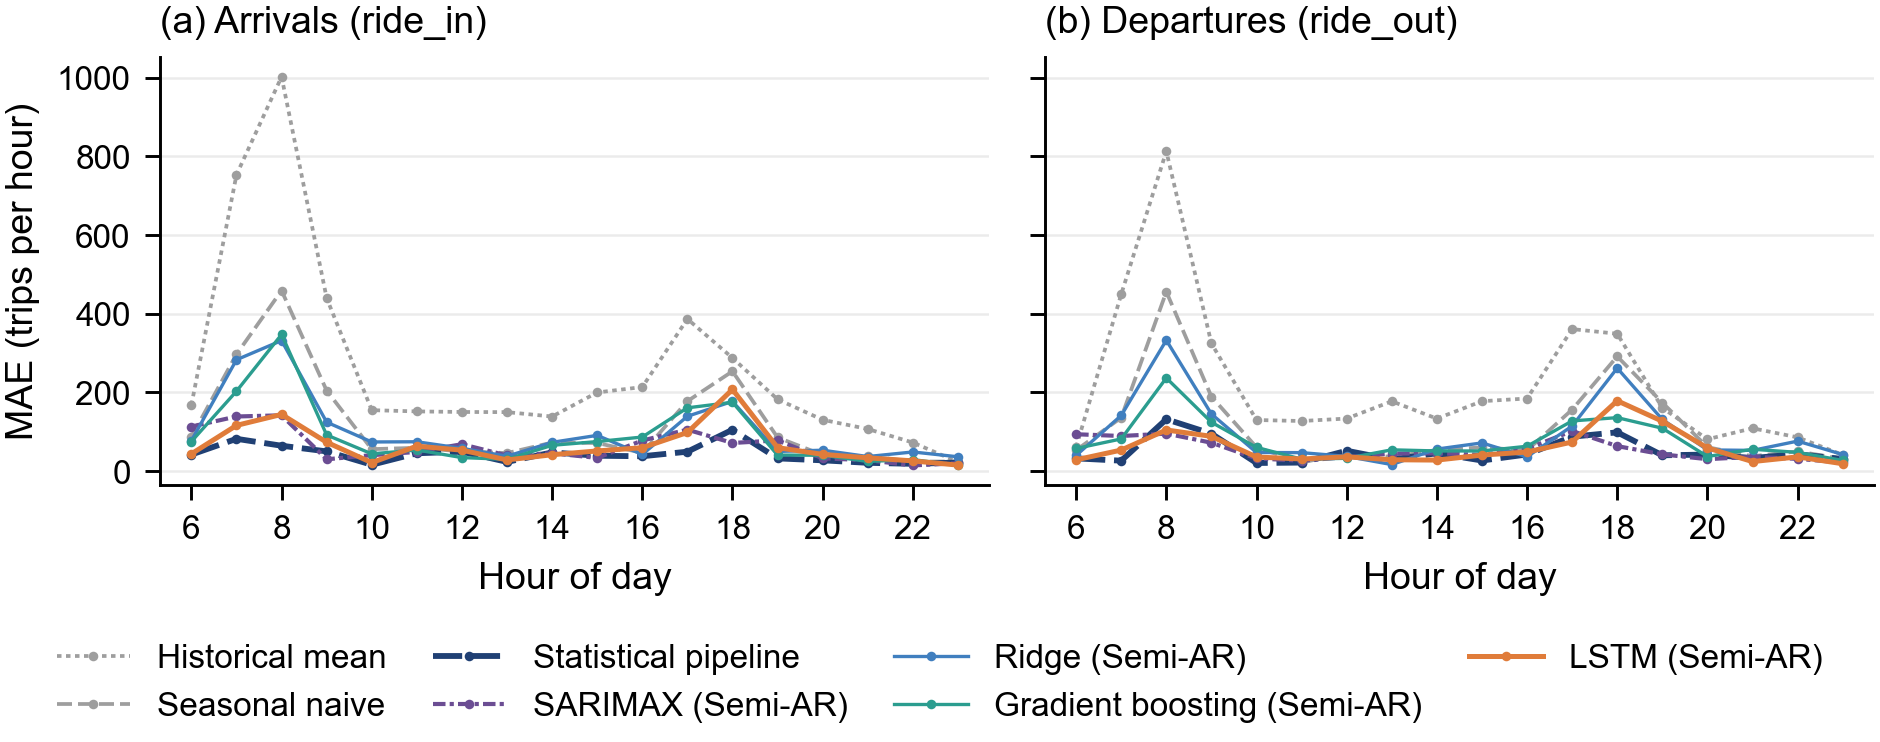 (a) Arrivals (ride_in)
(b) Departures (ride_out)
MAE (trips per hour)
1000
800
600
400
200
0
6 8 10 12 14 16 18 20 22
6 8 10 12 14 16 18 20 22
Hour of day
Hour of day
Historical mean
Statistical pipeline
Ridge (Semi-AR)
LSTM (Semi-AR)
Seasonal naive
SARIMAX (Semi-AR)
Gradient boosting (Semi-AR)